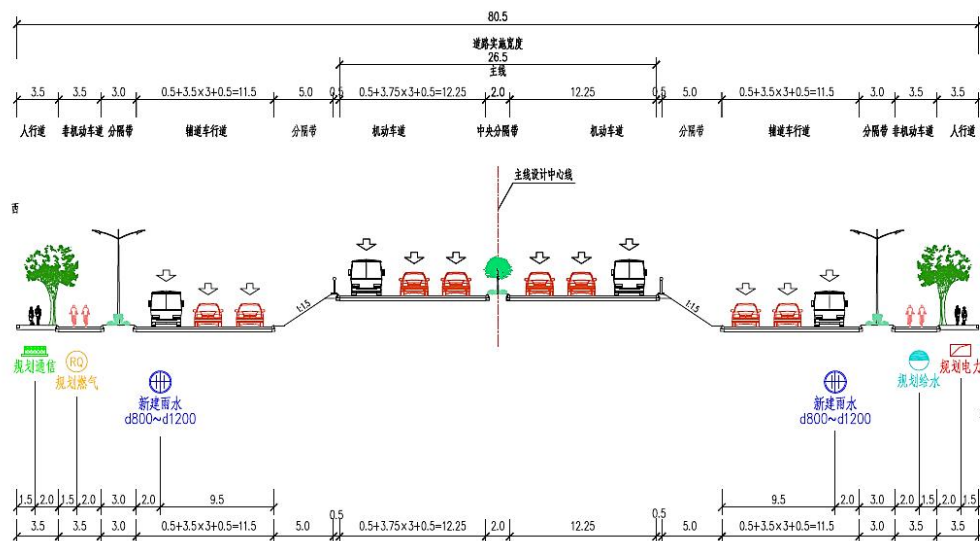 80.5
道路实施宽度
26.5
主线
3.5 3.5 3.0 0.5+3.5×3+0.5=11.5 5.0 0.5 0.5+3.75×3+0.5=12.25 2.0 12.25 0.5 5.0 0.5+3.5×3+0.5=11.5 3.0 3.5 3.5
人行道 非机动车道 分隔带 辅道车行道 分隔带 机动车道 中央分隔带 机动车道 分隔带 辅道车行道 分隔带 非机动车道 人行道
主线设计中心线
西
1:1.5 1:1.5
规划通信 RQ 规划燃气 规划给水 规划电力
新建雨水 新建雨水
d800~d1200 d800~d1200
1.5 2.0 1.5 2.0 3.0 2.0 9.5 9.5 2.0 3.0 2.0 1.5 2.0 1.5
3.5 3.5 3.0 0.5+3.5×3+0.5=11.5 5.0 0.5 0.5+3.75×3+0.5=12.25 2.0 12.25 0.5 5.0 0.5+3.5×3+0.5=11.5 3.0 3.5 3.5